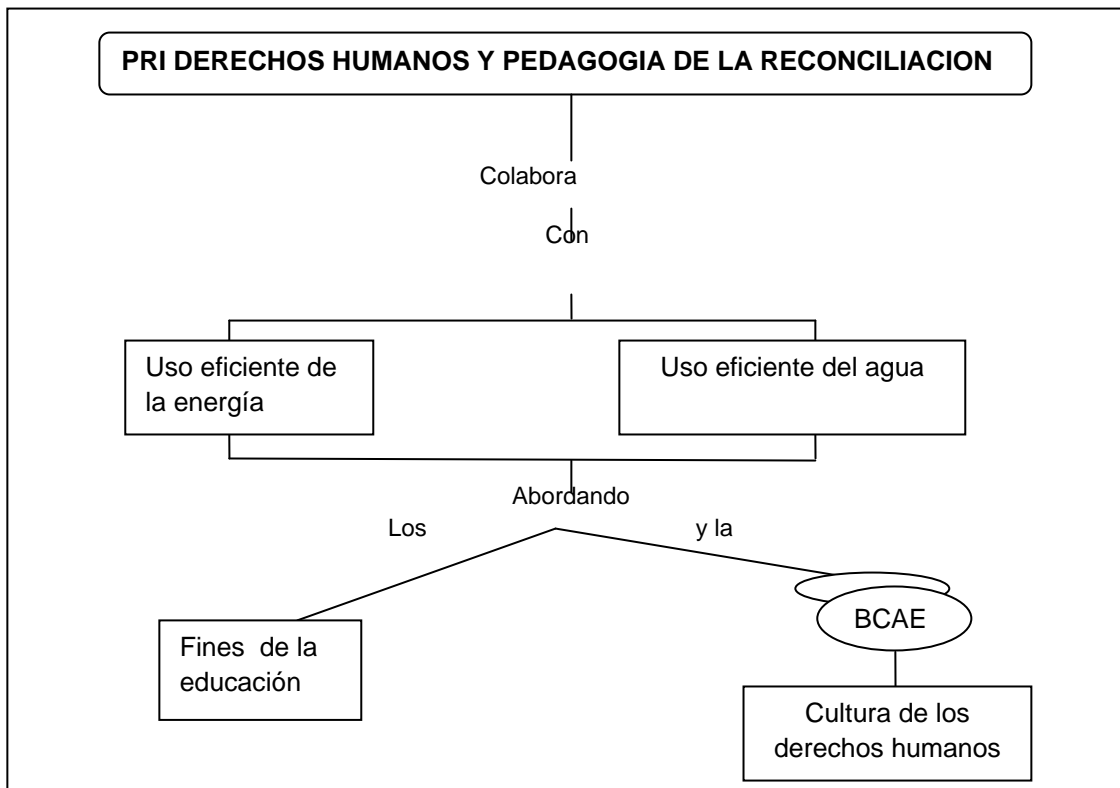 PRI DERECHOS HUMANOS Y PEDAGOGIA DE LA RECONCILIACION
Colabora
Con
Uso eficiente de
la energía
Uso eficiente del agua
Abordando
Los
y la
BCAE
Fines de la
educación
Cultura de los
derechos humanos